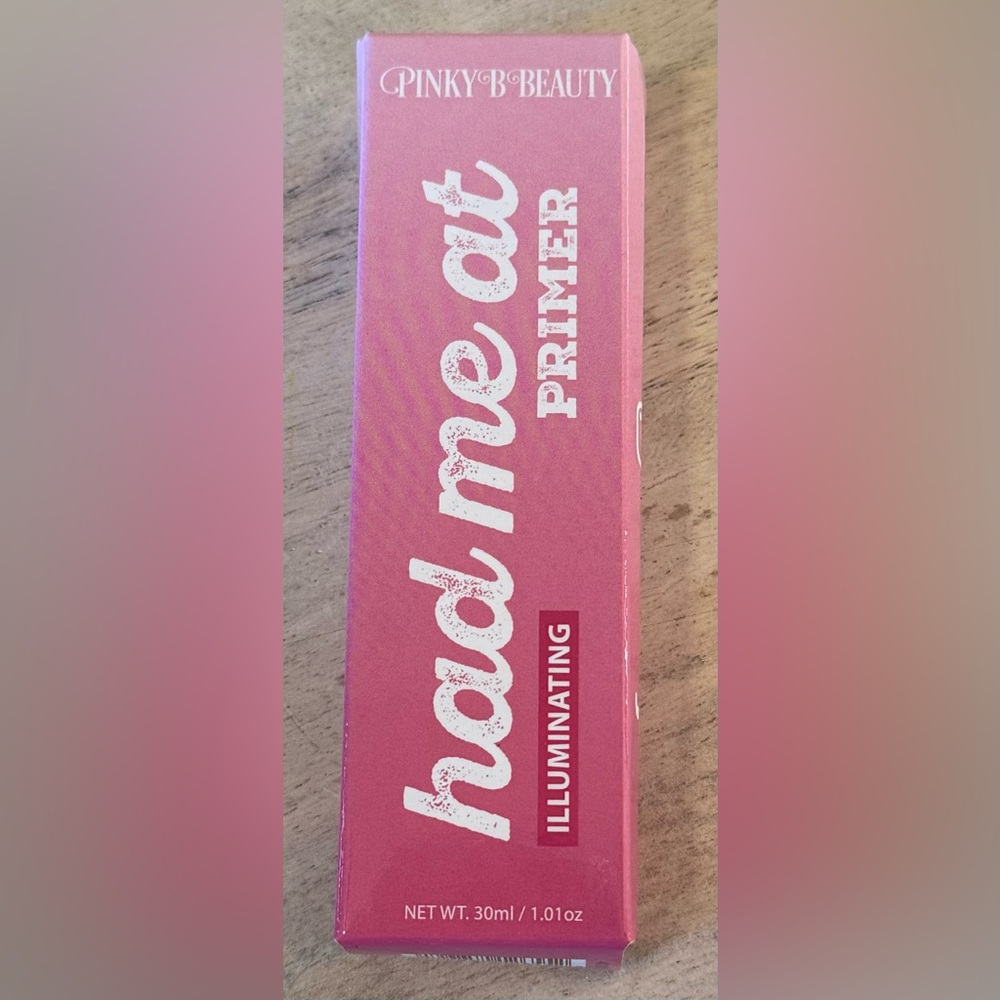 PINKY B BEAUTY
had me at
PRIMER
ILLUMINATING
NET WT. 30ml / 1.01oz